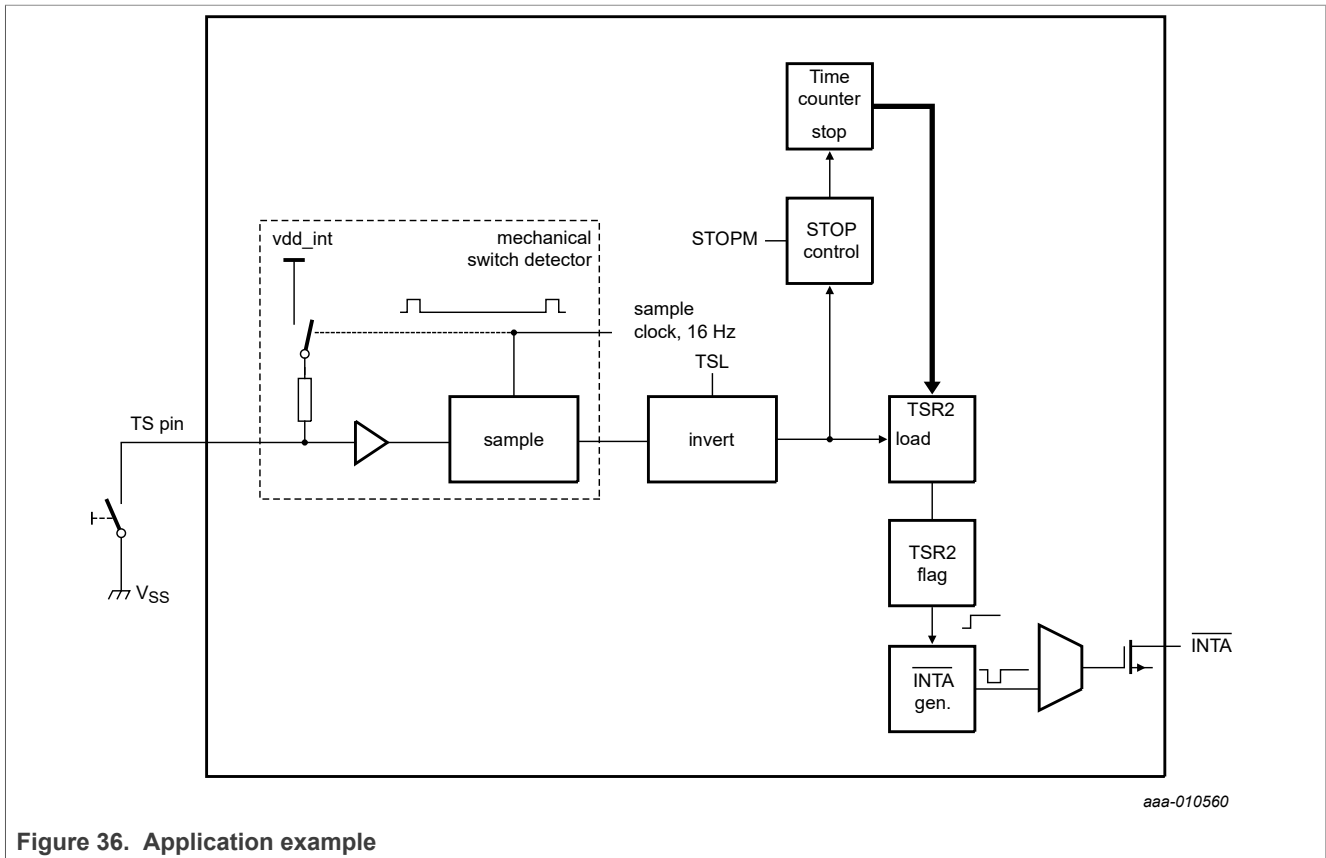 Time
counter
stop
STOPM
STOP
control
vdd_int
mechanical
switch detector
sample
clock, 16 Hz
TSL
TS pin
sample
invert
TSR2
load
TSR2
flag
VSS
INTA
INTA
gen.
aaa-010560
Figure 36. Application example